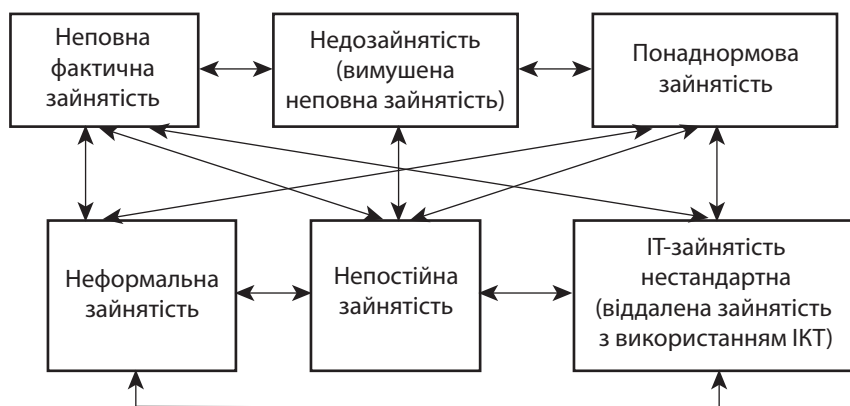 Неповна
фактична
зайнятість
Недозайнятість
(вимушена
неповна зайнятість)
Понаднормова
зайнятість
Неформальна
зайнятість
Непостійна
зайнятість
ІТ-зайнятість
нестандартна
(віддалена зайнятість
з використанням ІКТ)